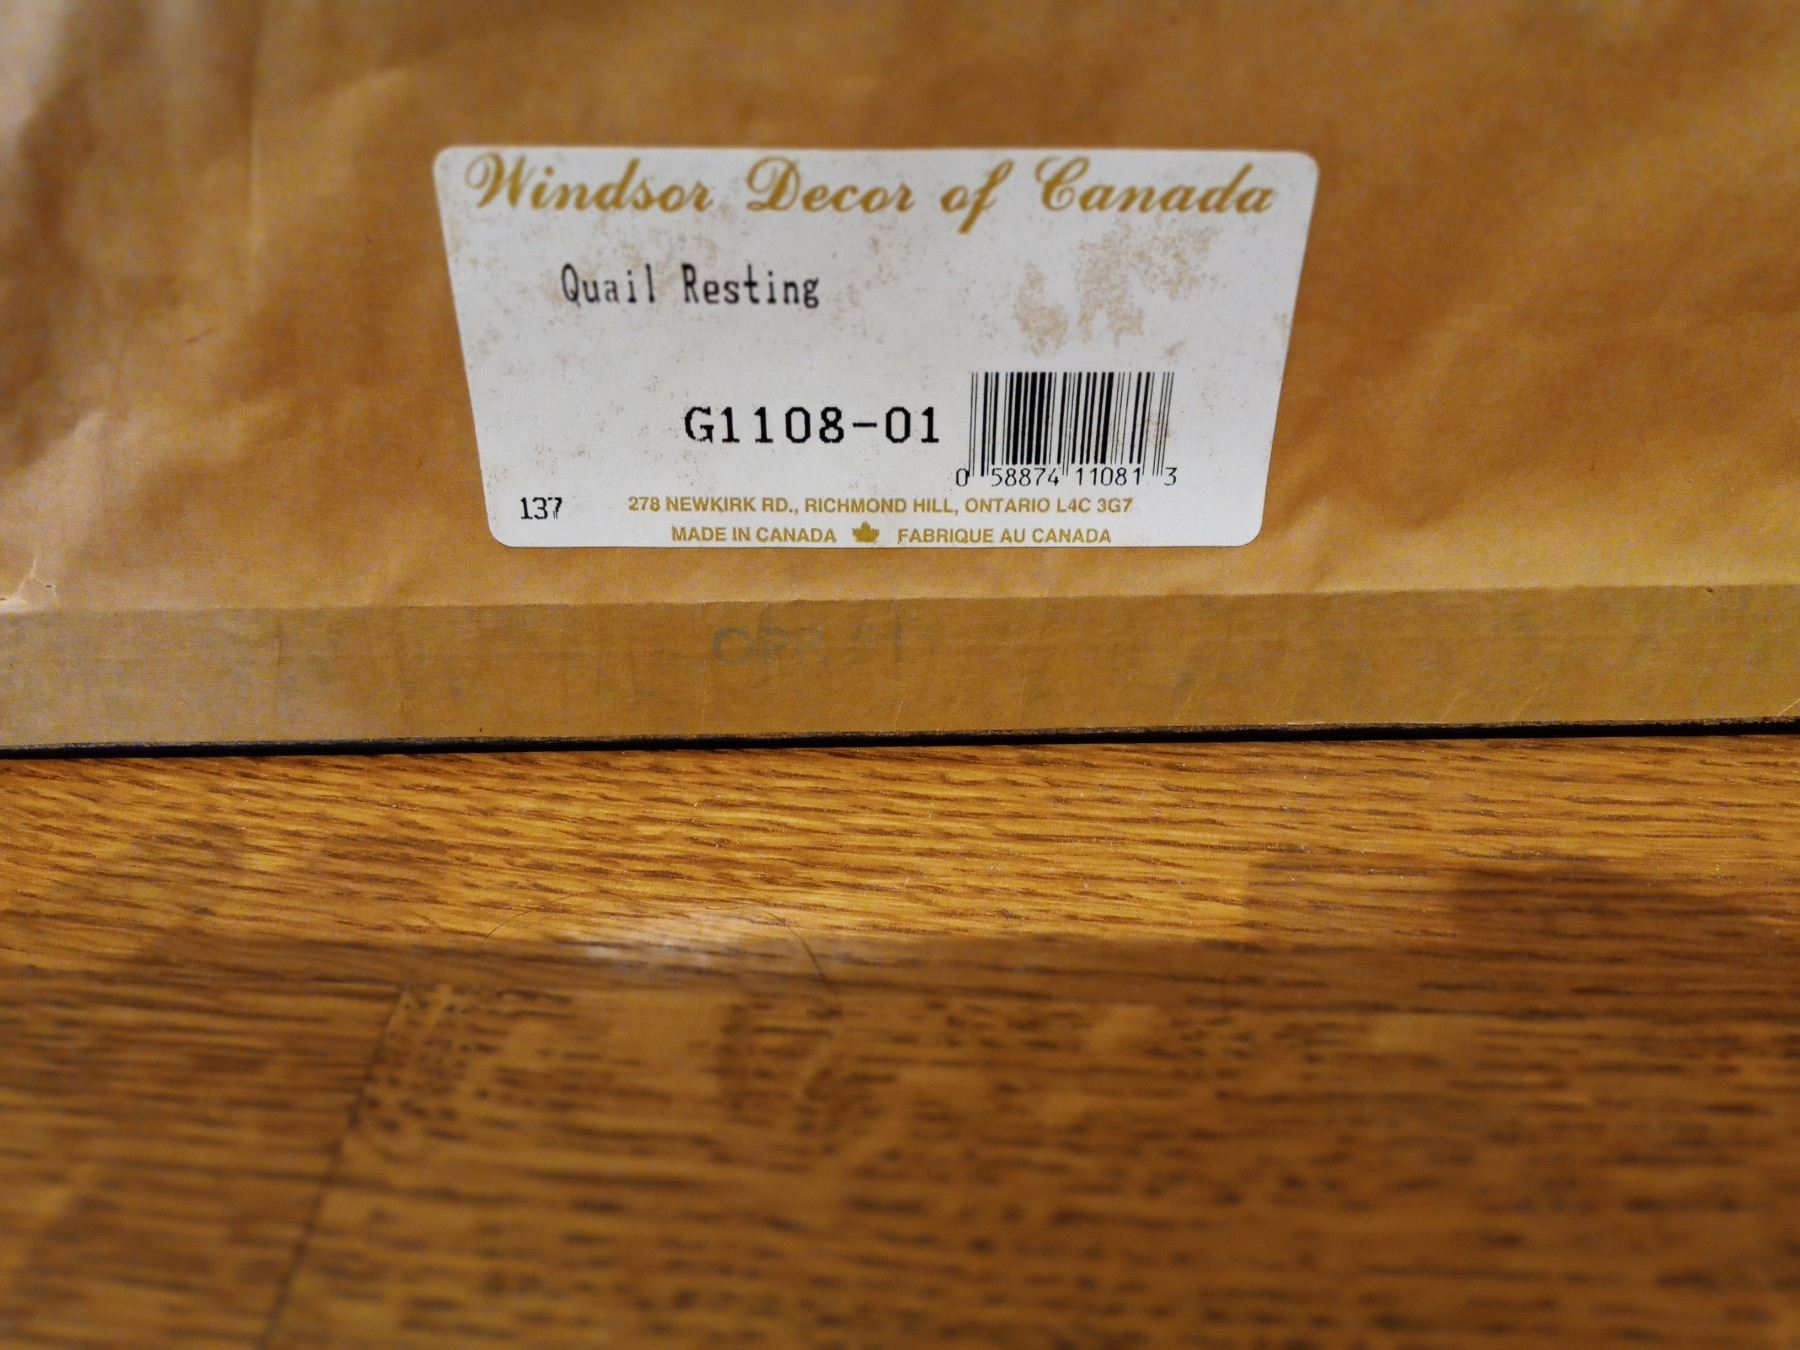 Windsor Decor of Canada
Quail Resting
G1108-01
0 58874 11081 3
137
278 NEWKIRK RD., RICHMOND HILL, ONTARIO L4C 3G7
MADE IN CANADA FABRIQUE AU CANADA